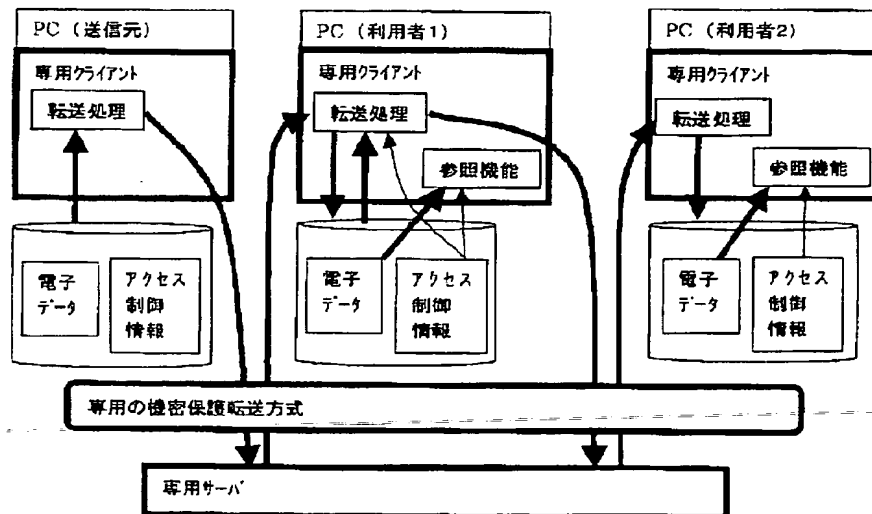 PC（送信元）
専用クライアント
転送処理
電子
データ
アクセス
制御
情報
PC（利用者1）
専用クライアント
転送処理
参照機能
電子
データ
アクセス
制御
情報
PC（利用者2）
専用クライアント
転送処理
参照機能
電子
データ
アクセス
制御
情報
専用の機密保護転送方式
専用サーバ